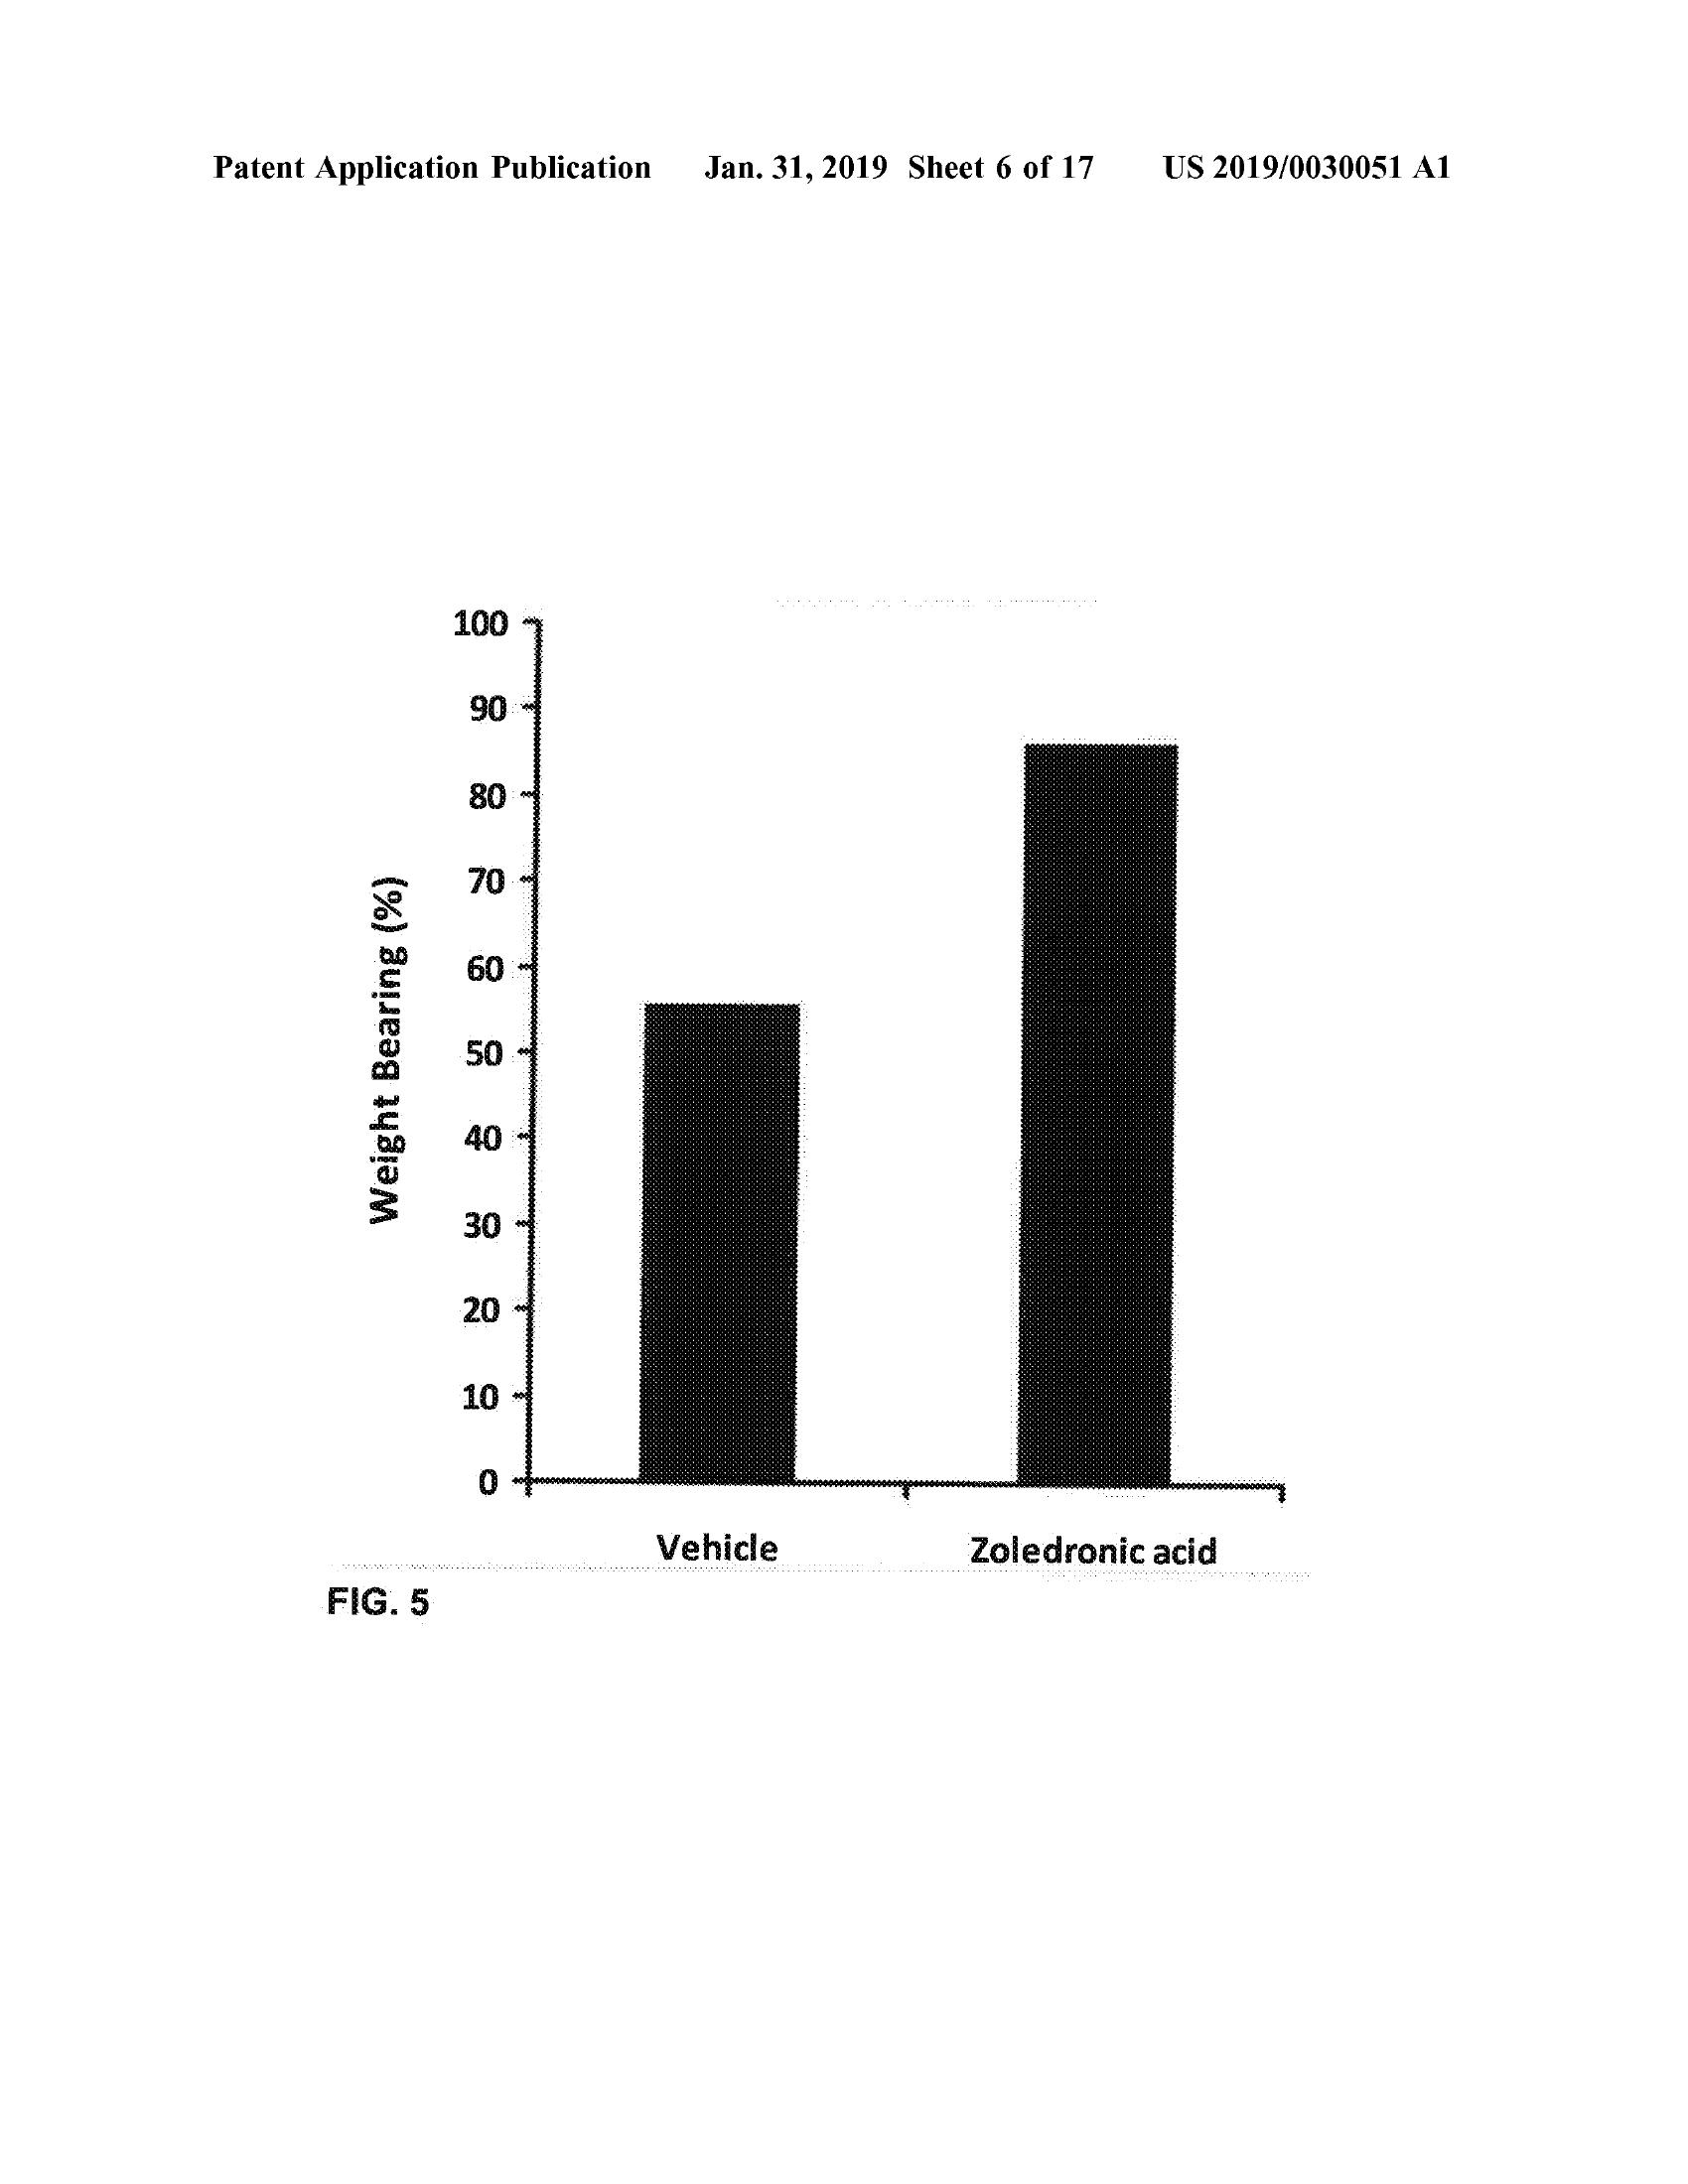 Patent Application Publication Jan. 31, 2019 Sheet 6 of 17 US 2019/0030051 A1
100
90
80
70
60
50
40
30
20
10
0
Weight Bearing (%)
Vehicle Zoledronic acid
FIG. 5